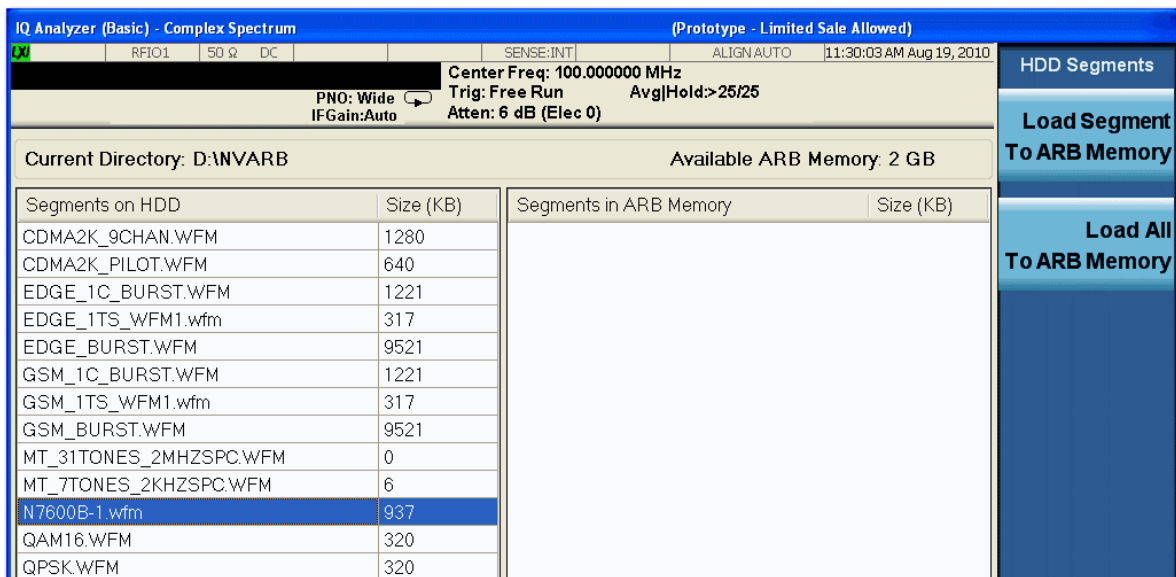 IQ Analyzer (Basic) - Complex Spectrum (Prototype - Limited Sale Allowed)
LXI RFIO1 50 Ω DC SENSE:INT ALIGN AUTO 11:30:03 AM Aug 19, 2010
Center Freq: 100.000000 MHz
PNO: Wide Trig: Free Run Avg|Hold:>25/25
IFGain:Auto Atten: 6 dB (Elec 0)
HDD Segments
Load Segment
To ARB Memory
Load All
To ARB Memory
Current Directory: D:\NVARB Available ARB Memory: 2 GB
Segments on HDD Size (KB) Segments in ARB Memory Size (KB)
CDMA2K_9CHAN.WFM 1280
CDMA2K_PILOT.WFM 640
EDGE_1C_BURST.WFM 1221
EDGE_1TS_WFM1.wfm 317
EDGE_BURST.WFM 9521
GSM_1C_BURST.WFM 1221
GSM_1TS_WFM1.wfm 317
GSM_BURST.WFM 9521
MT_31TONES_2MHZSPC.WFM 0
MT_7TONES_2KHZSPC.WFM 6
N7600B-1.wfm 937
QAM16.WFM 320
QPSK.WFM 320